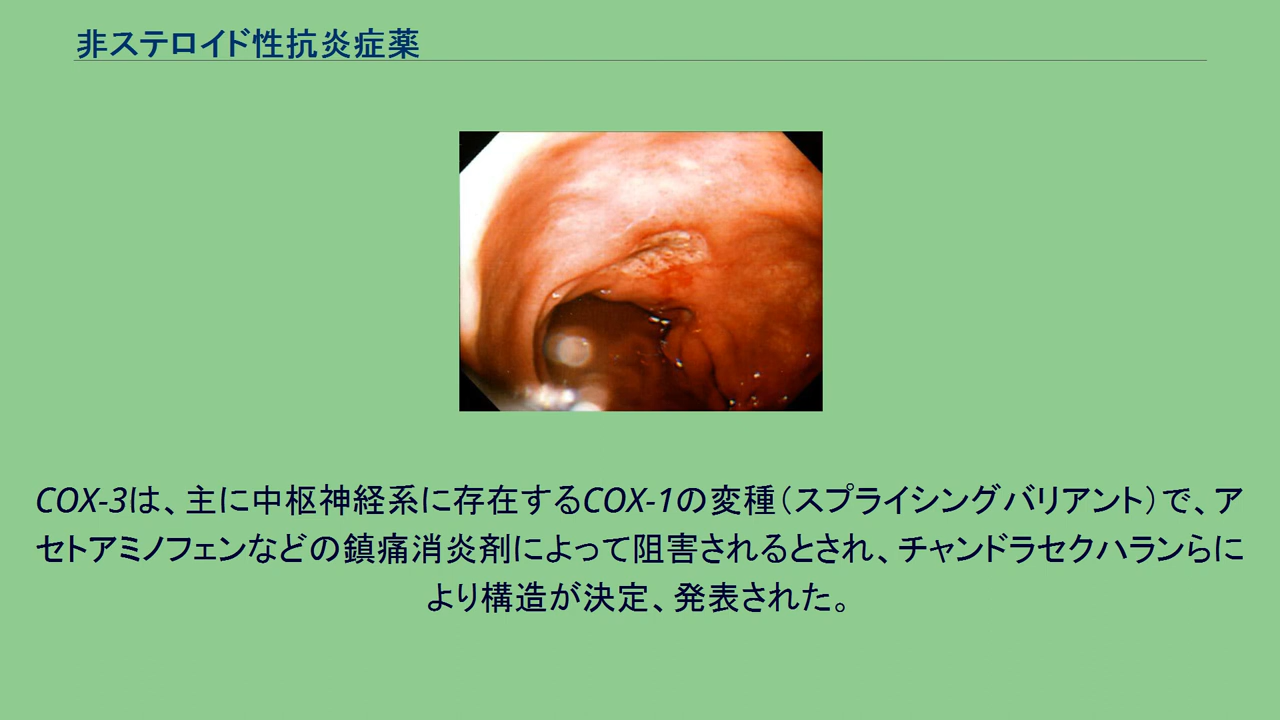 非ステロイド性抗炎症薬
COX-3は、主に中枢神経系に存在するCOX-1の変種（スプライシングバリアント）で、ア
セトアミノフェンなどの鎮痛消炎剤によって阻害されるとされ、チャンドラセクハランらに
より構造が決定、発表された。